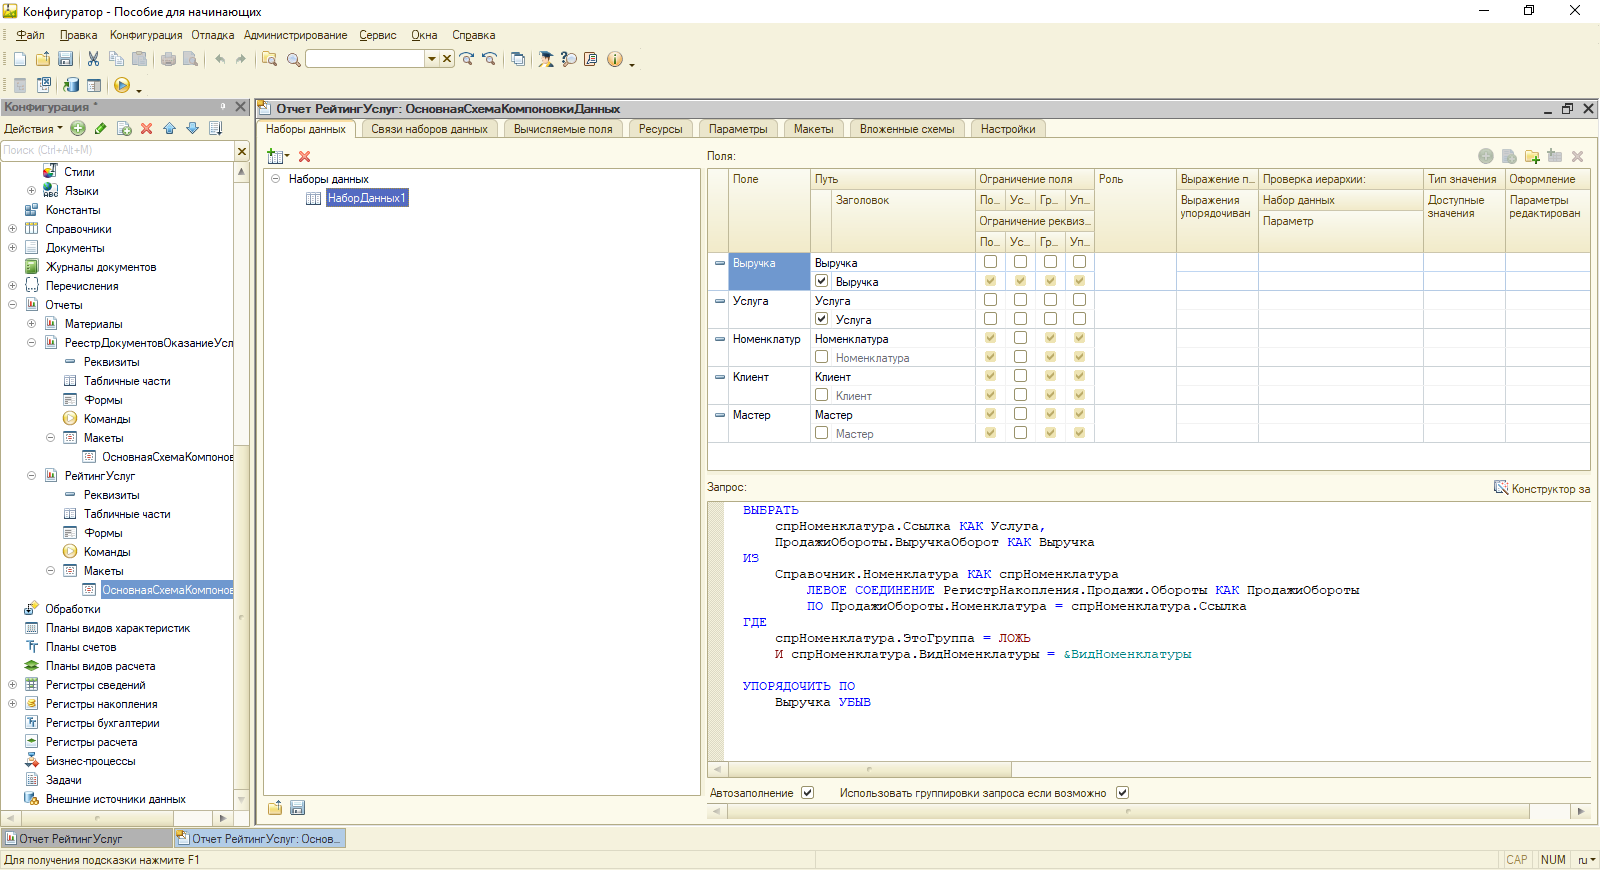 Конфигуратор - Пособие для начинающих
Файл Правка Конфигурация Отладка Администрирование Сервис Окна Справка
Конфигурация *
Действия
Поиск (Ctrl+Alt+M)
Стили
Языки
Константы
Справочники
Документы
Журналы документов
Перечисления
Отчеты
Материалы
РеестрДокументовОказаниеУсл
Реквизиты
Табличные части
Формы
Команды
Макеты
ОсновнаяСхемаКомпонов
РейтингУслуг
Реквизиты
Табличные части
Формы
Команды
Макеты
ОсновнаяСхемаКомпонов
Обработки
Планы видов характеристик
Планы счетов
Планы видов расчета
Регистры сведений
Регистры накопления
Регистры бухгалтерии
Регистры расчета
Бизнес-процессы
Задачи
Внешние источники данных
Отчет РейтингУслуг: ОсновнаяСхемаКомпоновкиДанных
Наборы данных Связи наборов данных Вычисляемые поля Ресурсы Параметры Макеты Вложенные схемы Настройки
Наборы данных
НаборДанных1
Поля:
Поле Путь Ограничение поля Роль Выражение п... Проверка иерархии: Тип значения Оформление
Заголовок По... Ус... Гр... Уп... Выражения упорядочиван Набор данных Доступные значения Параметры редактирован
Ограничение реквиз... Параметр
По... Ус... Гр... Уп...
Выручка Выручка
Выручка
Услуга Услуга
Услуга
Номенклатур Номенклатура
Номенклатура
Клиент Клиент
Клиент
Мастер Мастер
Мастер
Запрос: Конструктор за
ВЫБРАТЬ
спрНоменклатура.Ссылка КАК Услуга,
ПродажиОбороты.ВыручкаОборот КАК Выручка
ИЗ
Справочник.Номенклатура КАК спрНоменклатура
ЛЕВОЕ СОЕДИНЕНИЕ РегистрНакопления.Продажи.Обороты КАК ПродажиОбороты
ПО ПродажиОбороты.Номенклатура = спрНоменклатура.Ссылка
ГДЕ
спрНоменклатура.ЭтоГруппа = ЛОЖЬ
И спрНоменклатура.ВидНоменклатуры = &ВидНоменклатуры
УПОРЯДОЧИТЬ ПО
Выручка УБЫВ
Автозаполнение Использовать группировки запроса если возможно
Отчет РейтингУслуг Отчет РейтингУслуг: Основ...
Для получения подсказки нажмите F1 CAP NUM ru